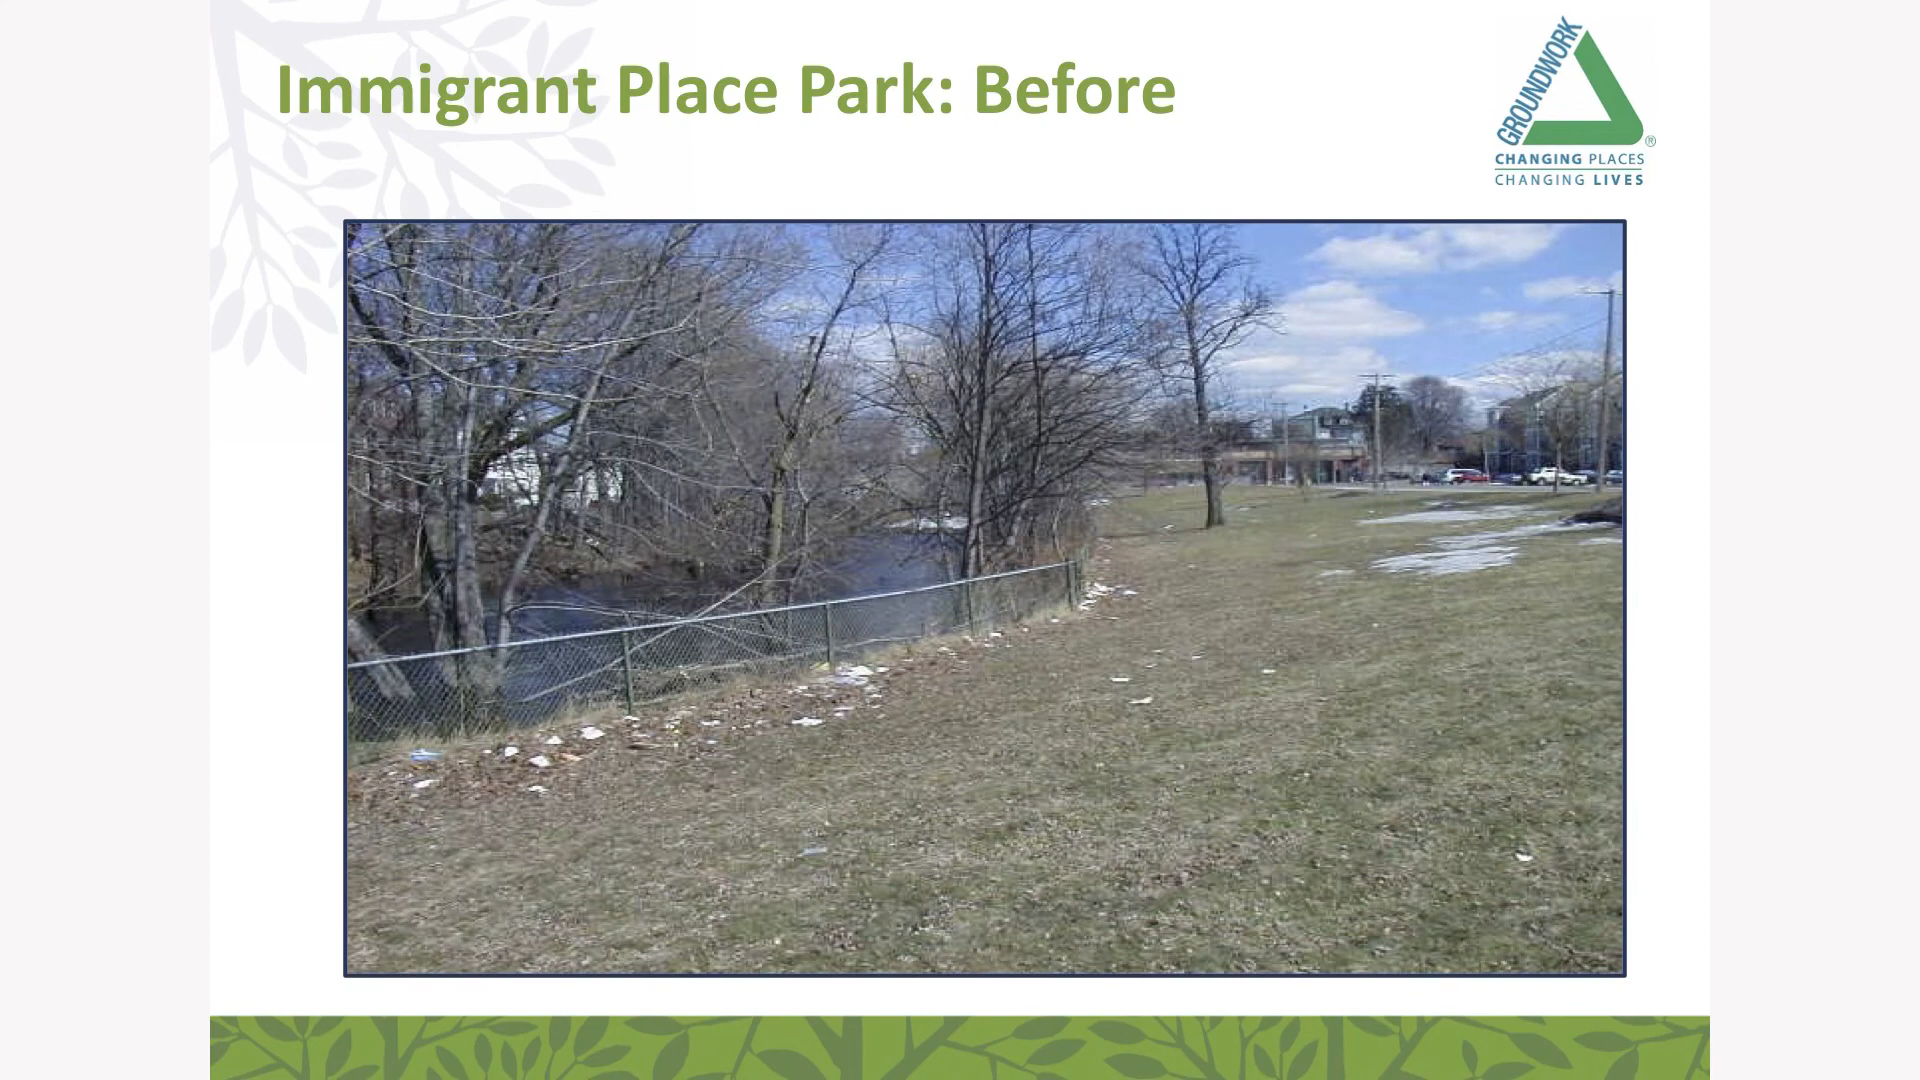 Immigrant Place Park: Before
GROUNDWORK
®
CHANGING PLACES
CHANGING LIVES